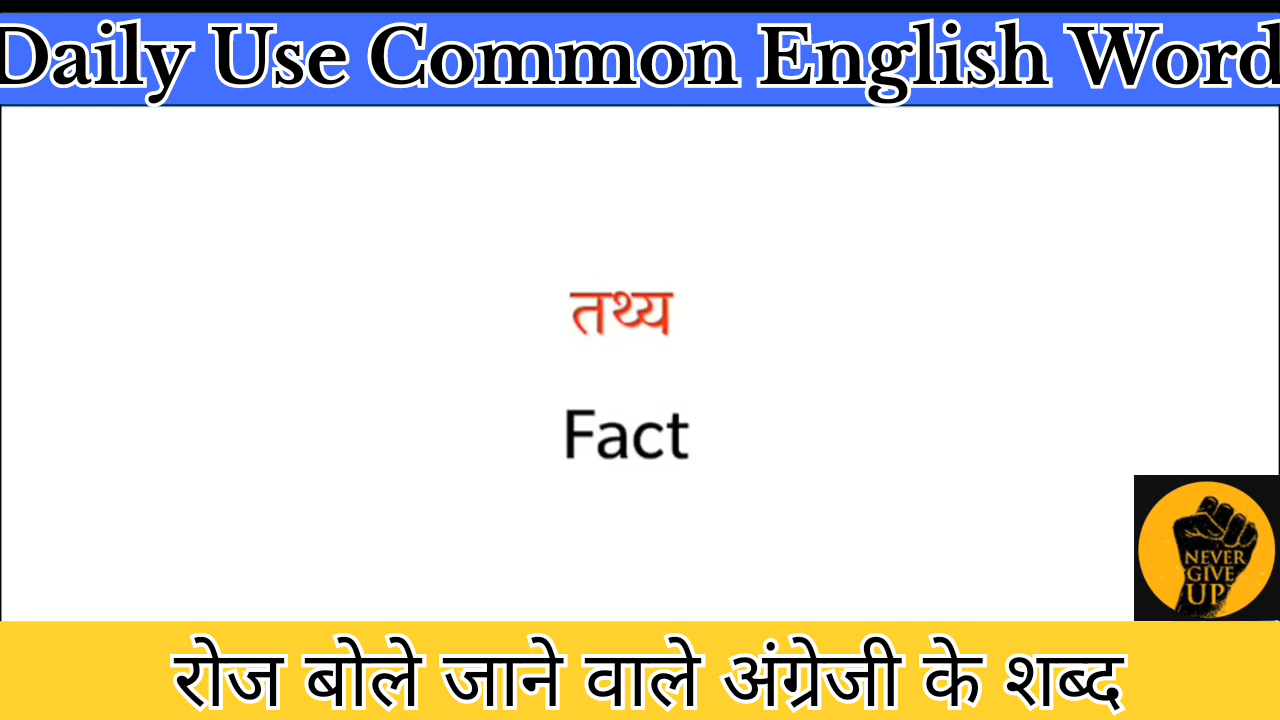 Daily Use Common English Word
तथ्य
Fact
NEVER
GIVE
UP
रोज बोले जाने वाले अंग्रेजी के शब्द